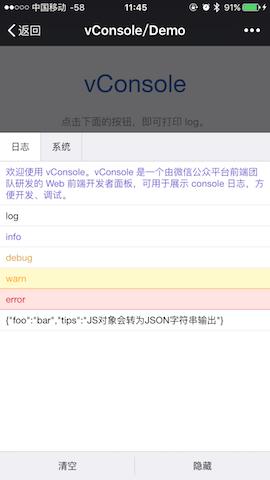 中国移动 -58 11:45 91%
返回 vConsole/Demo
vConsole
点击下面的按钮，即可打印 log。
日志 系统
欢迎使用 vConsole。vConsole 是一个由微信公众平台前端团
队研发的 Web 前端开发者面板，可用于展示 console 日志，方
便开发、调试。
log
info
debug
warn
error
{"foo":"bar","tips":"JS对象会转为JSON字符串输出"}
清空 隐藏